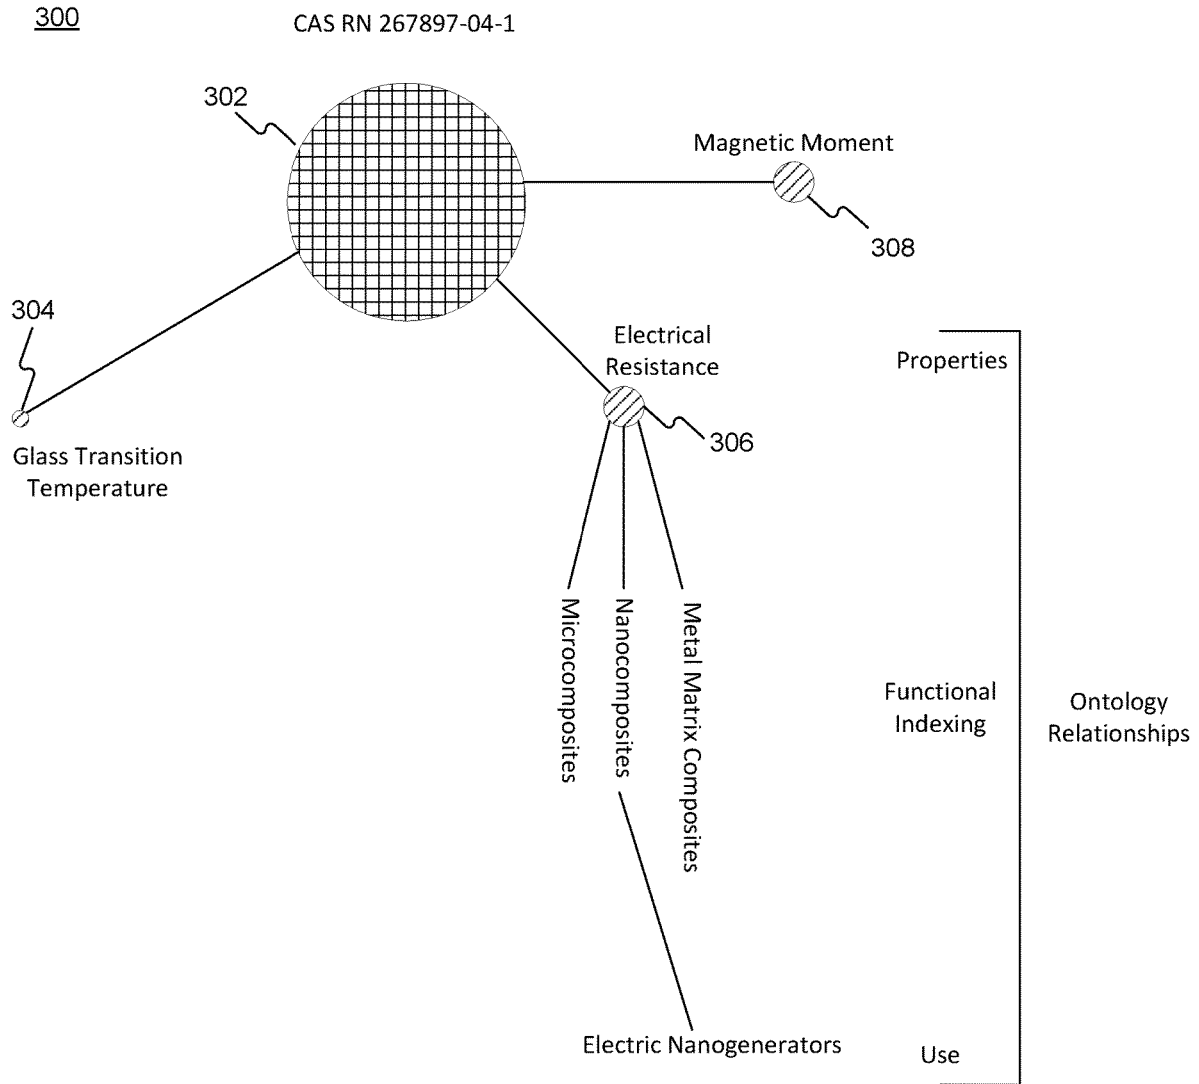 300
CAS RN 267897-04-1
302
Magnetic Moment
308
304
Electrical
Resistance
Properties
306
Glass Transition
Temperature
Microcomposites
Nanocomposites
Metal Matrix Composites
Functional
Indexing
Ontology
Relationships
Electric Nanogenerators
Use